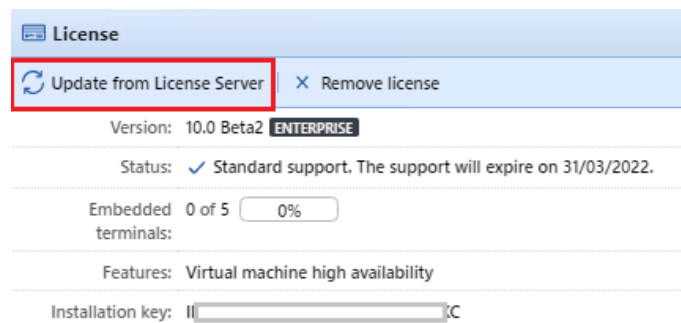 License
Update from License Server Remove license
Version: 10.0 Beta2 ENTERPRISE
Status: Standard support. The support will expire on 31/03/2022.
Embedded terminals: 0 of 5 0%
Features: Virtual machine high availability
Installation key: